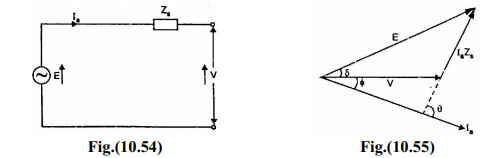 Iₐ
Zₛ
E
V
Fig.(10.54)
E
IₐZₛ
δ
ϕ
V
θ
Iₐ
Fig.(10.55)